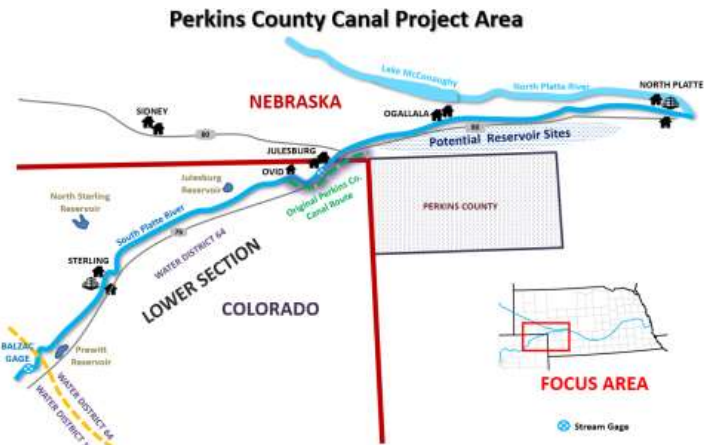 Perkins County Canal Project Area
Lake McConaughy
North Platte River
NORTH PLATTE
NEBRASKA
SIDNEY
OGALLALA
80
80
Potential Reservoir Sites
JULESBURG
OVID
Julesburg
Reservoir
Original Perkins Co.
Canal Route
PERKINS COUNTY
North Sterling
Reservoir
South Platte River
76
WATER DISTRICT 64
LOWER SECTION
STERLING
COLORADO
BALZAC
GAGE
Prewitt
Reservoir
WATER DISTRICT 64
WATER DISTRICT
FOCUS AREA
Stream Gage